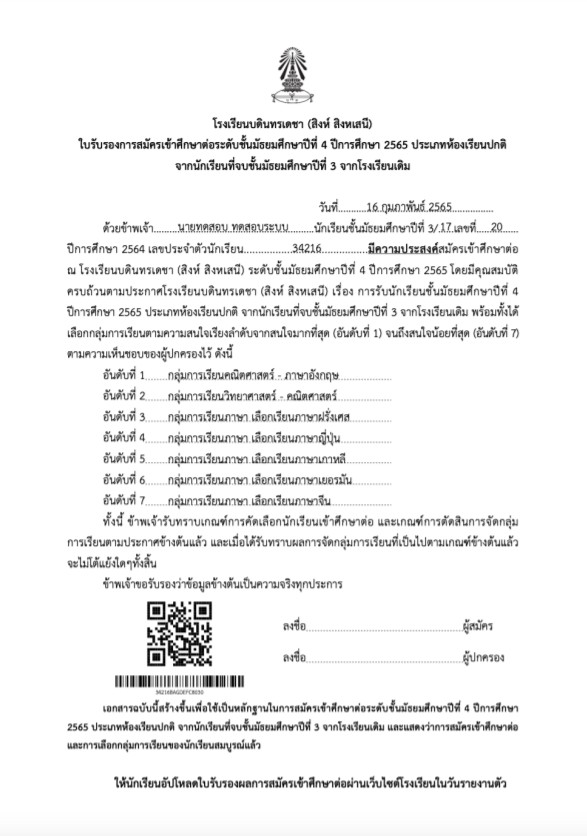 โรงเรียนบดินทรเดชา (สิงห์ สิงหเสนี)
ใบรับรองการสมัครเข้าศึกษาต่อระดับชั้นมัธยมศึกษาปีที่ 4 ปีการศึกษา 2565 ประเภทห้องเรียนปกติ
จากนักเรียนที่จบชั้นมัธยมศึกษาปีที่ 3 จากโรงเรียนเดิม
วันที่..........16 กุมภาพันธ์ 2565...............
ด้วยข้าพเจ้า........นายทดสอบ ทดสอบระบบ.........นักเรียนชั้นมัธยมศึกษาปีที่ 3/.17.เลขที่....20.....
ปีการศึกษา 2564 เลขประจำตัวนักเรียน................34216................มีความประสงค์สมัครเข้าศึกษาต่อ
ณ โรงเรียนบดินทรเดชา (สิงห์ สิงหเสนี) ระดับชั้นมัธยมศึกษาปีที่ 4 ปีการศึกษา 2565 โดยมีคุณสมบัติ
ครบถ้วนตามประกาศโรงเรียนบดินทรเดชา (สิงห์ สิงหเสนี) เรื่อง การรับนักเรียนชั้นมัธยมศึกษาปีที่ 4
ปีการศึกษา 2565 ประเภทห้องเรียนปกติ จากนักเรียนที่จบชั้นมัธยมศึกษาปีที่ 3 จากโรงเรียนเดิม พร้อมทั้งได้
เลือกกลุ่มการเรียนตามความสนใจเรียงลำดับจากสนใจมากที่สุด (อันดับที่ 1) จนถึงสนใจน้อยที่สุด (อันดับที่ 7)
ตามความเห็นชอบของผู้ปกครองไว้ ดังนี้
อันดับที่ 1........กลุ่มการเรียนคณิตศาสตร์ - ภาษาอังกฤษ..................
อันดับที่ 2........กลุ่มการเรียนวิทยาศาสตร์ - คณิตศาสตร์..................
อันดับที่ 3........กลุ่มการเรียนภาษา เลือกเรียนภาษาฝรั่งเศส..............
อันดับที่ 4........กลุ่มการเรียนภาษา เลือกเรียนภาษาญี่ปุ่น..................
อันดับที่ 5........กลุ่มการเรียนภาษา เลือกเรียนภาษาเกาหลี................
อันดับที่ 6........กลุ่มการเรียนภาษา เลือกเรียนภาษาเยอรมัน..............
อันดับที่ 7........กลุ่มการเรียนภาษา เลือกเรียนภาษาจีน....................
ทั้งนี้ ข้าพเจ้ารับทราบเกณฑ์การคัดเลือกนักเรียนเข้าศึกษาต่อ และเกณฑ์การตัดสินการจัดกลุ่ม
การเรียนตามประกาศข้างต้นแล้ว และเมื่อได้รับทราบผลการจัดกลุ่มการเรียนที่เป็นไปตามเกณฑ์ข้างต้นแล้ว
จะไม่โต้แย้งใดๆทั้งสิ้น
ข้าพเจ้าขอรับรองว่าข้อมูลข้างต้นเป็นความจริงทุกประการ
ลงชื่อ..................................................ผู้สมัคร
ลงชื่อ..................................................ผู้ปกครอง
เอกสารฉบับนี้สร้างขึ้นเพื่อใช้เป็นหลักฐานในการสมัครเข้าศึกษาต่อระดับชั้นมัธยมศึกษาปีที่ 4 ปีการศึกษา
2565 ประเภทห้องเรียนปกติ จากนักเรียนที่จบชั้นมัธยมศึกษาปีที่ 3 จากโรงเรียนเดิม และแสดงว่าการสมัครเข้าศึกษาต่อ
และการเลือกกลุ่มการเรียนของนักเรียนสมบูรณ์แล้ว
ให้นักเรียนอัปโหลดใบรับรองผลการสมัครเข้าศึกษาต่อผ่านเว็บไซต์โรงเรียนในวันรายงานตัว